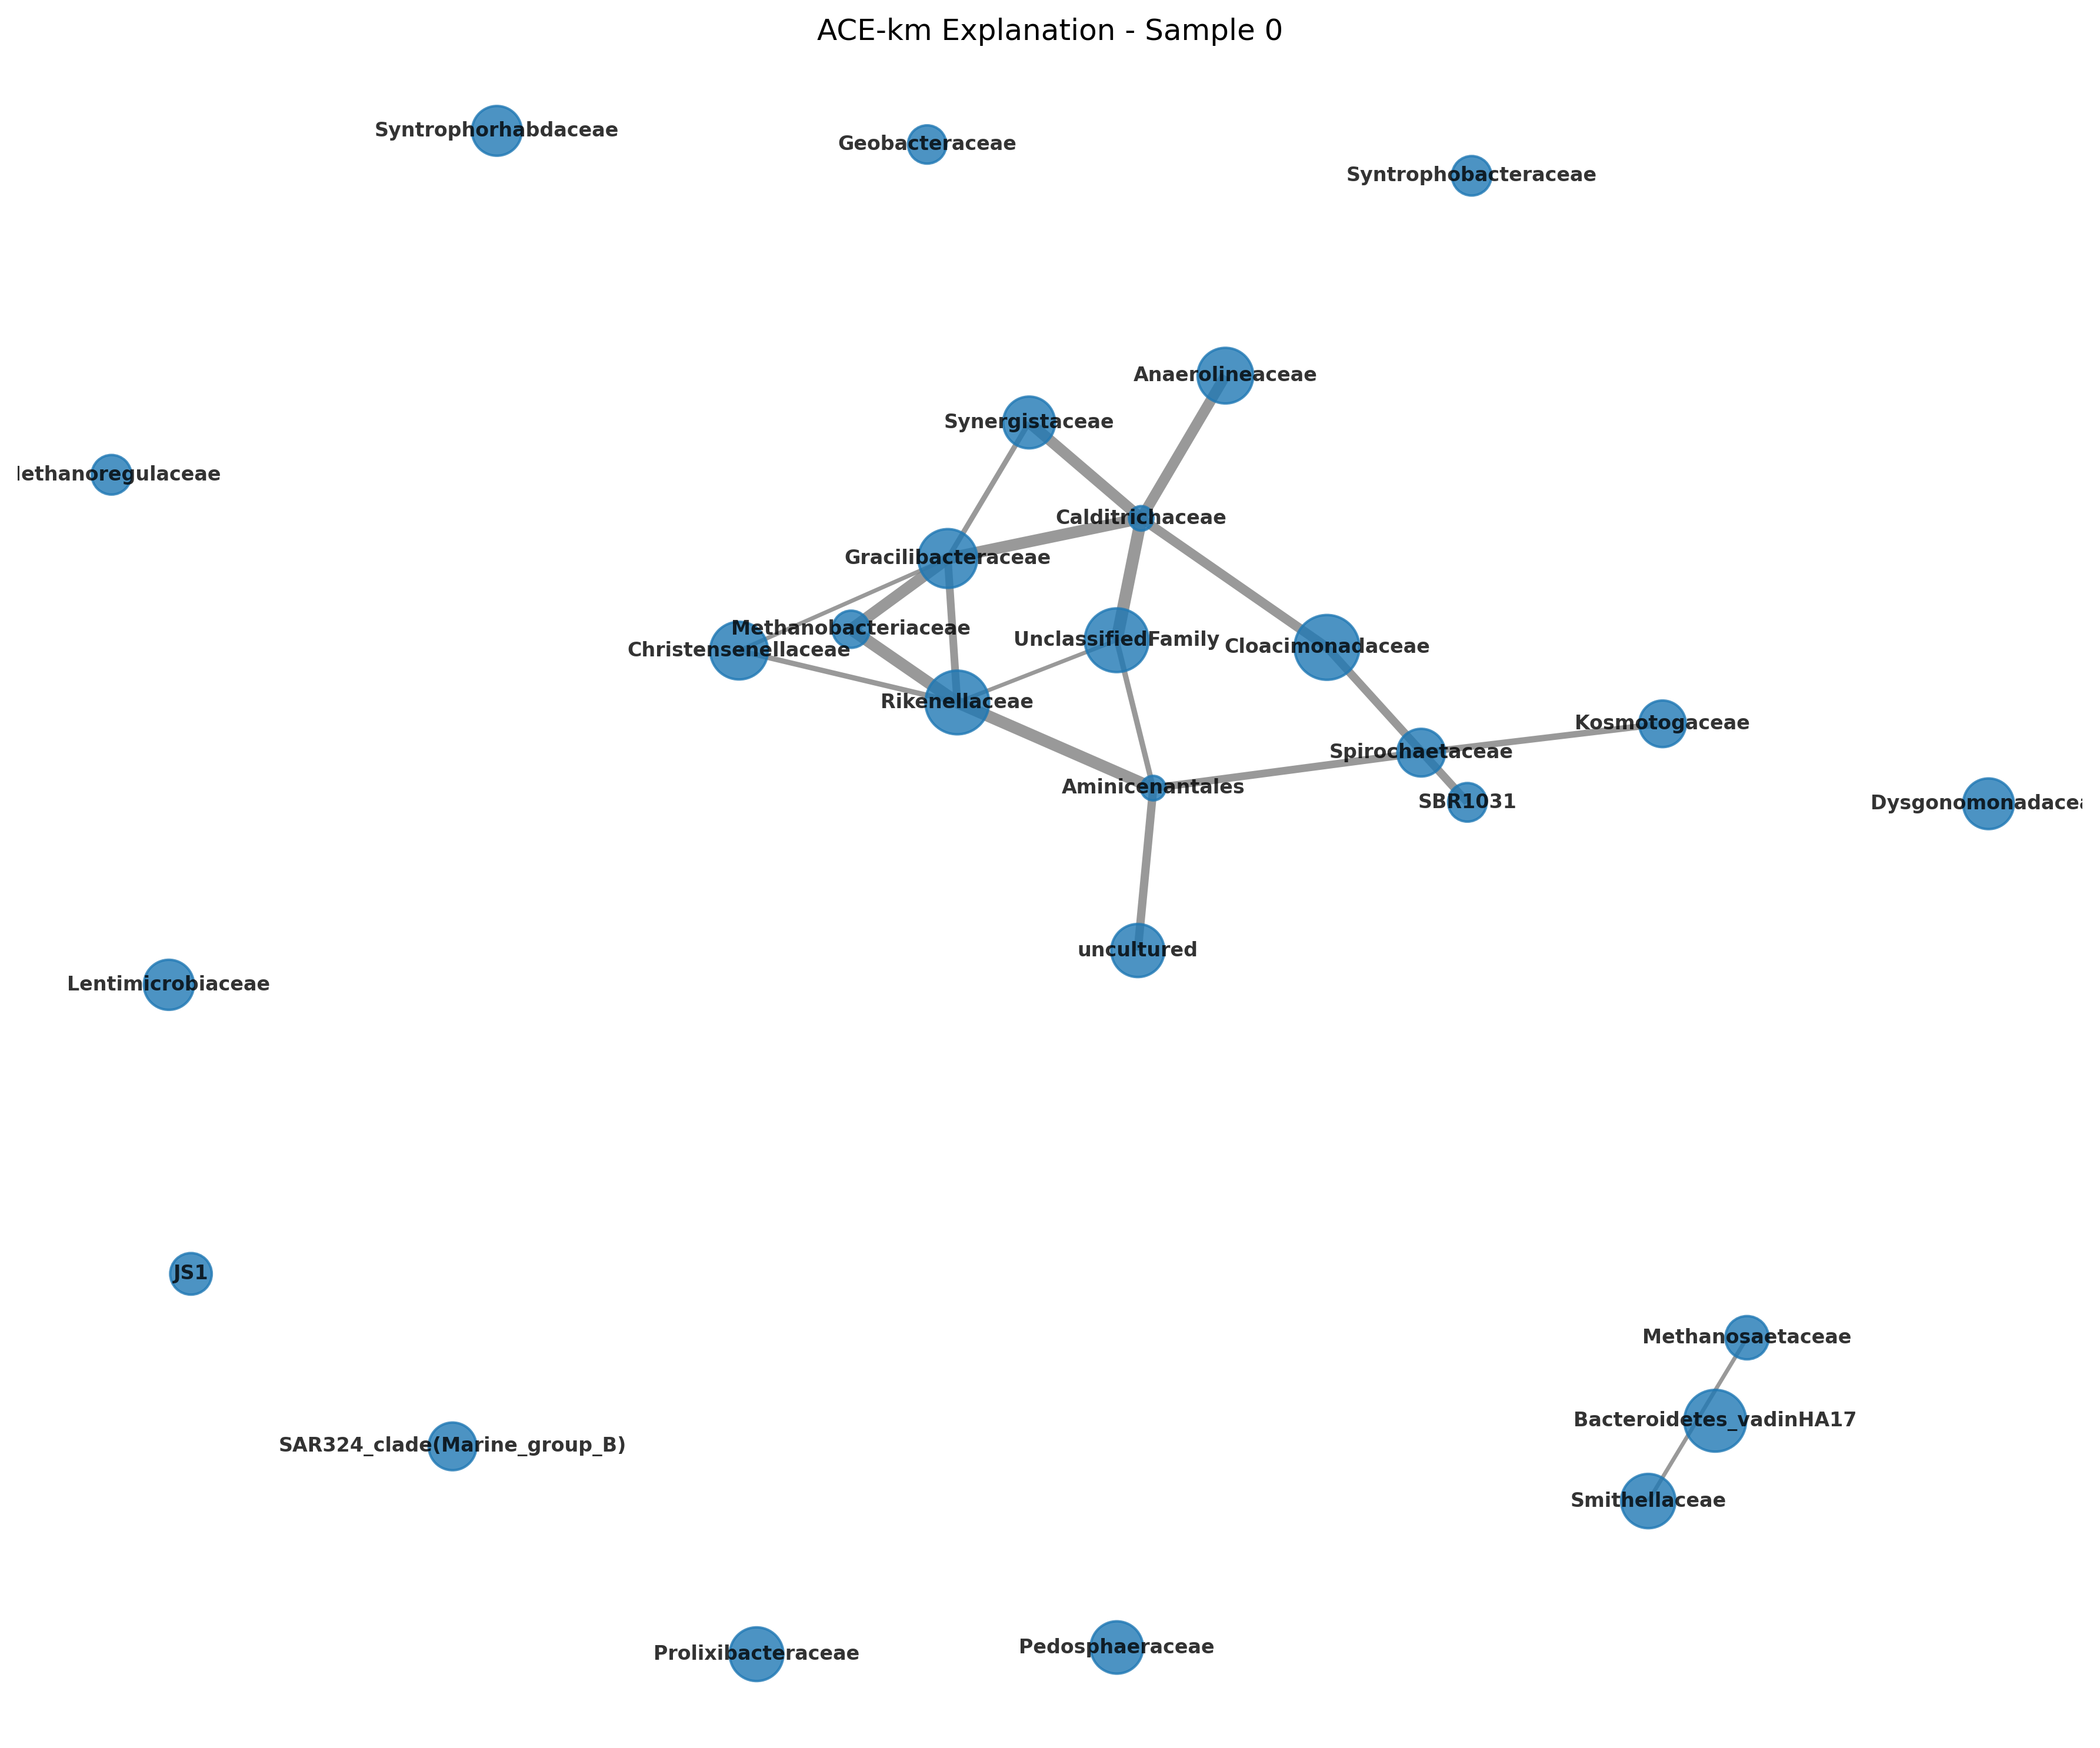 ACE-km Explanation - Sample 0
Syntrophorhabdaceae
Geobacteraceae
Syntrophobacteraceae
Anaerolineaceae
Synergistaceae
ethanoregulaceae
Calditrichaceae
Gracilibacteraceae
Methanobacteriaceae
UnclassifiedFamily
Cloacimonadaceae
Christensenellaceae
Rikenellaceae
Kosmotogaceae
Spirochaetaceae
Aminicenantales
SBR1031
Dysgonomonadacea
uncultured
Lentimicrobiaceae
JS1
Methanosaetaceae
Bacteroidetes_vadinHA17
SAR324_clade(Marine_group_B)
Smithellaceae
Prolixibacteraceae
Pedosphaeraceae